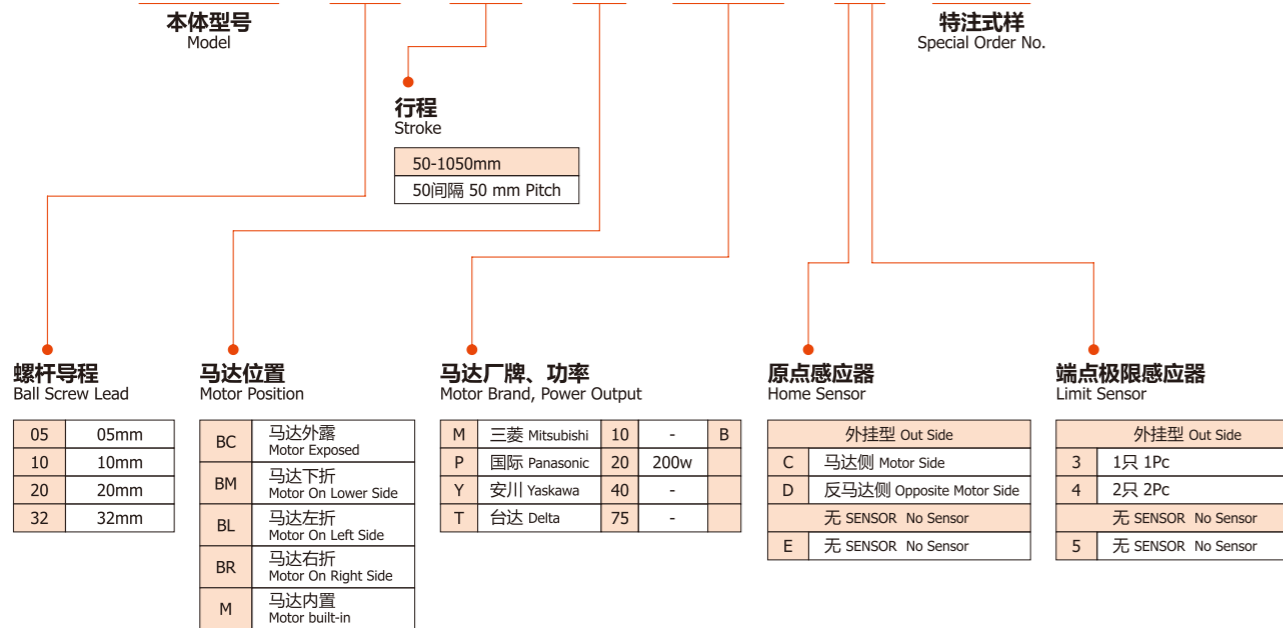 本体型号
Model
特注式样
Special Order No.
行程
Stroke
50-1050mm
50间隔 50 mm Pitch
螺杆导程
Ball Screw Lead
05 05mm
10 10mm
20 20mm
32 32mm
马达位置
Motor Position
BC 马达外露
Motor Exposed
BM 马达下折
Motor On Lower Side
BL 马达左折
Motor On Left Side
BR 马达右折
Motor On Right Side
M 马达内置
Motor built-in
马达厂牌、功率
Motor Brand, Power Output
M 三菱 Mitsubishi 10 - B
P 国际 Panasonic 20 200w
Y 安川 Yaskawa 40 -
T 台达 Delta 75 -
原点感应器
Home Sensor
外挂型 Out Side
C 马达侧 Motor Side
D 反马达侧 Opposite Motor Side
无 SENSOR No Sensor
E 无 SENSOR No Sensor
端点极限感应器
Limit Sensor
外挂型 Out Side
3 1只 1Pc
4 2只 2Pc
无 SENSOR No Sensor
5 无 SENSOR No Sensor